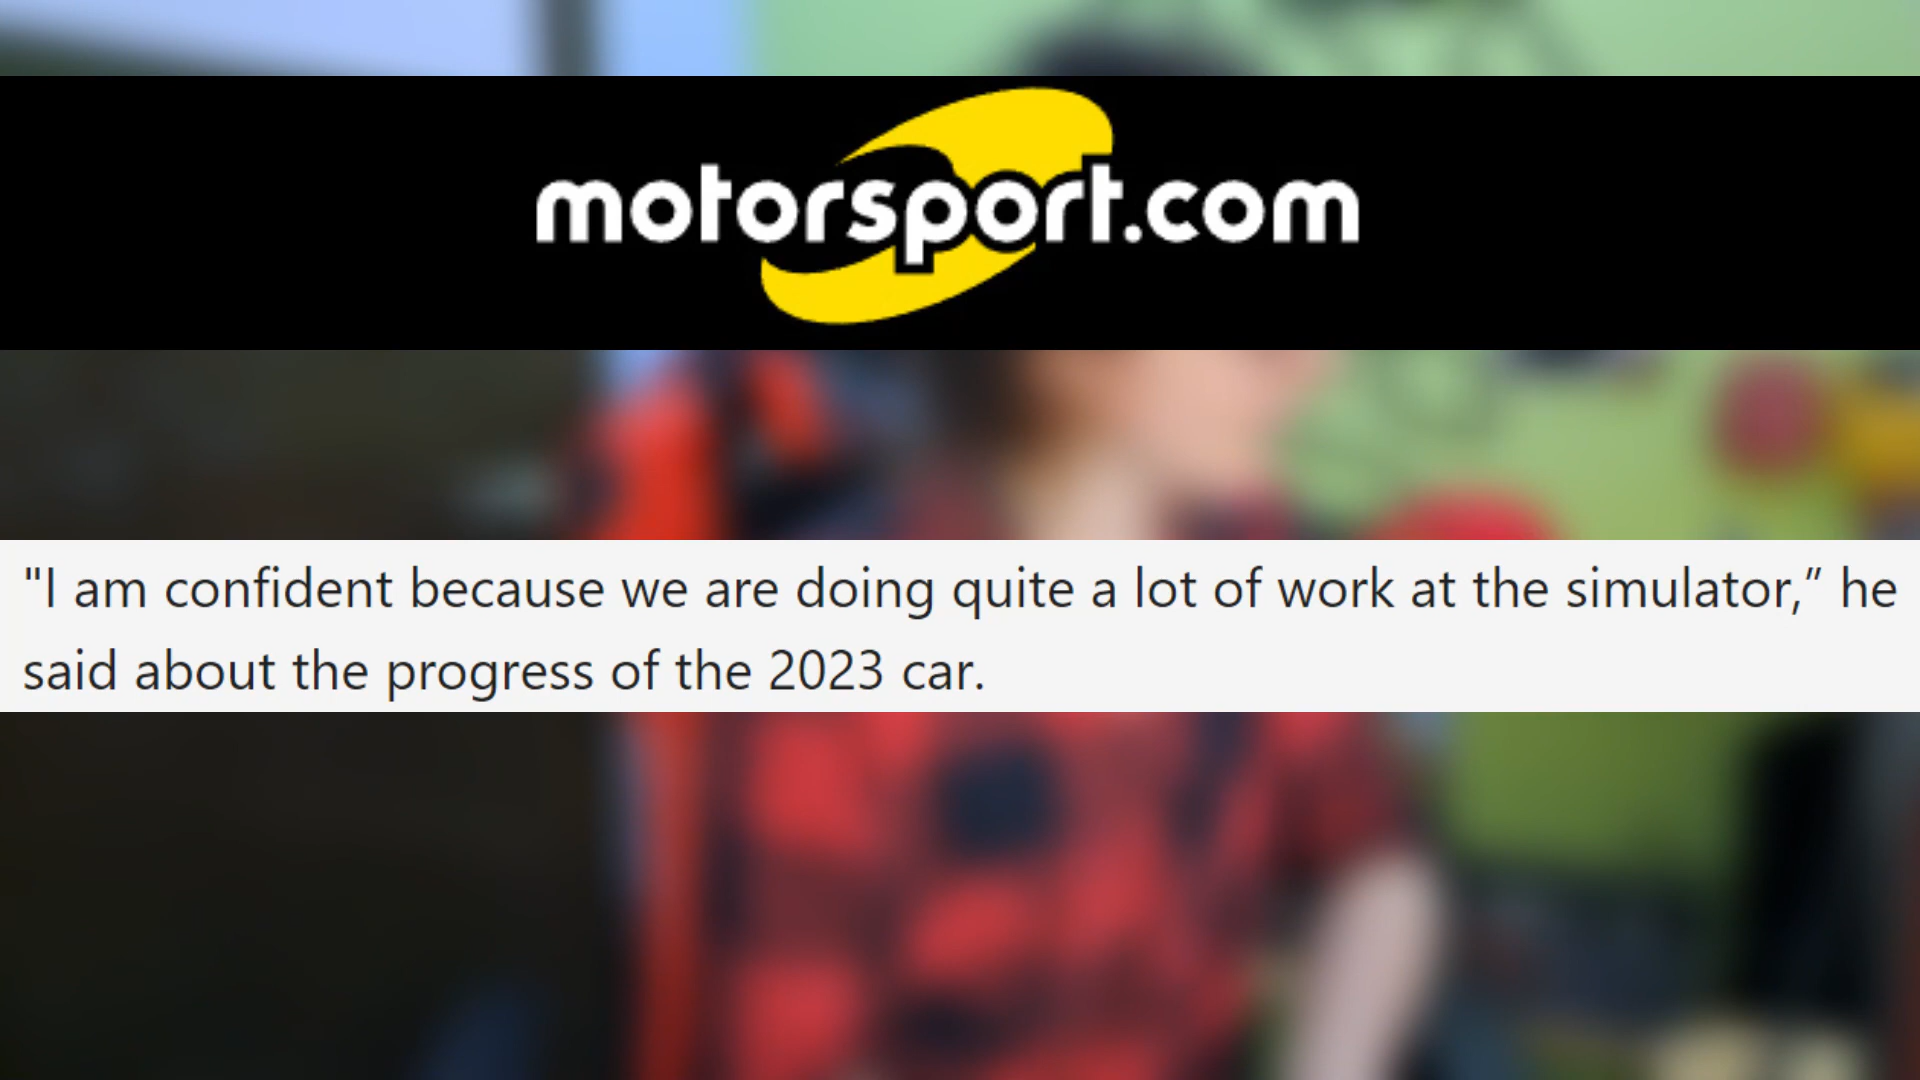 motorsport.com
"I am confident because we are doing quite a lot of work at the simulator,” he
said about the progress of the 2023 car.